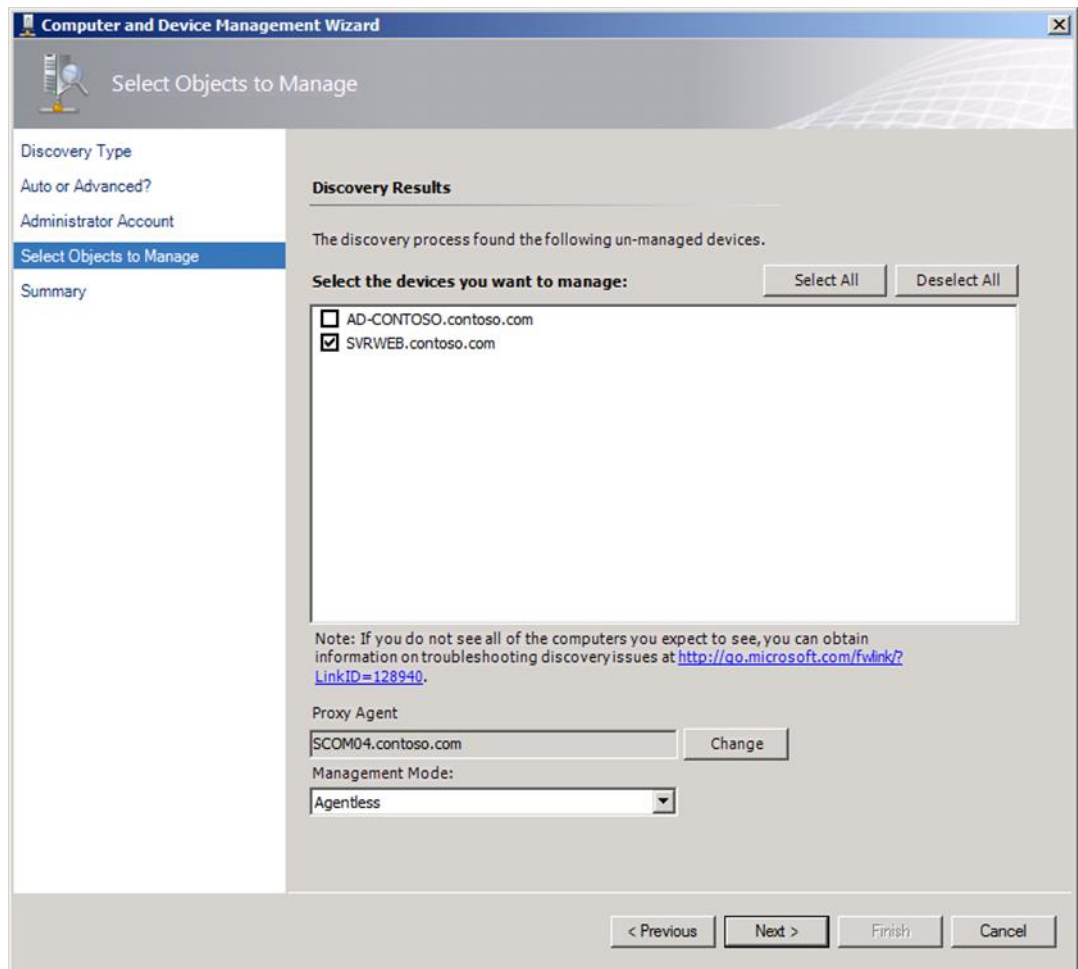 Computer and Device Management Wizard
Select Objects to Manage
Discovery Type
Auto or Advanced?
Administrator Account
Select Objects to Manage
Summary
Discovery Results
The discovery process found the following un-managed devices.
Select the devices you want to manage:
Select All
Deselect All
AD-CONTOSO.contoso.com
SVRWEB.contoso.com
Note: If you do not see all of the computers you expect to see, you can obtain
information on troubleshooting discovery issues at http://go.microsoft.com/fwlink/?
LinkID=128940.
Proxy Agent
SCOM04.contoso.com
Change
Management Mode:
Agentless
< Previous
Next >
Finish
Cancel